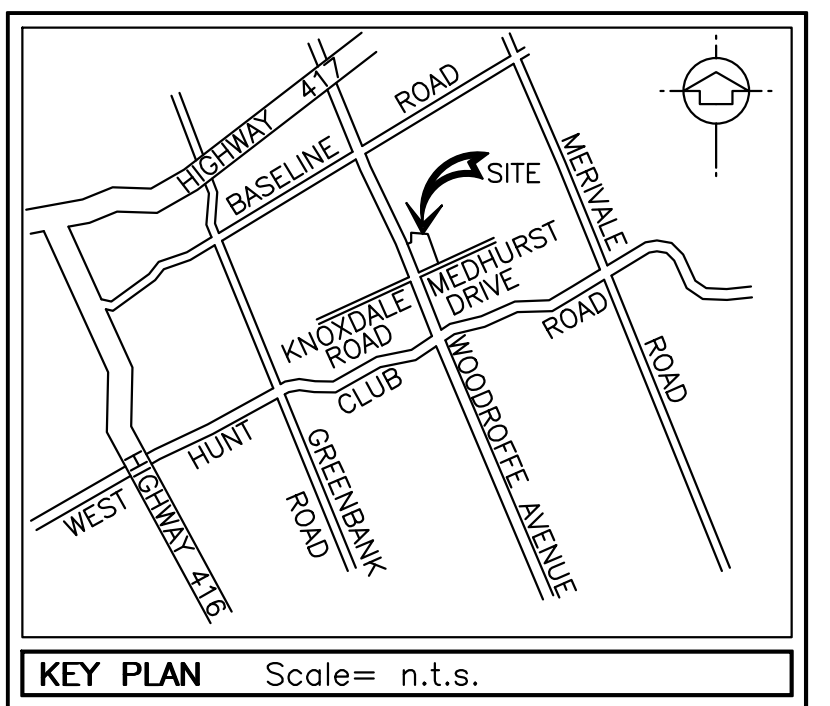 HIGHWAY 417
BASELINE ROAD
SITE
MERIVALE ROAD
KNOXDALE
ROAD
MEDHURST
DRIVE
WEST HUNT CLUB ROAD
HIGHWAY 416
GREENBANK
ROAD
WOODROFFE AVENUE
KEY PLAN Scale= n.t.s.